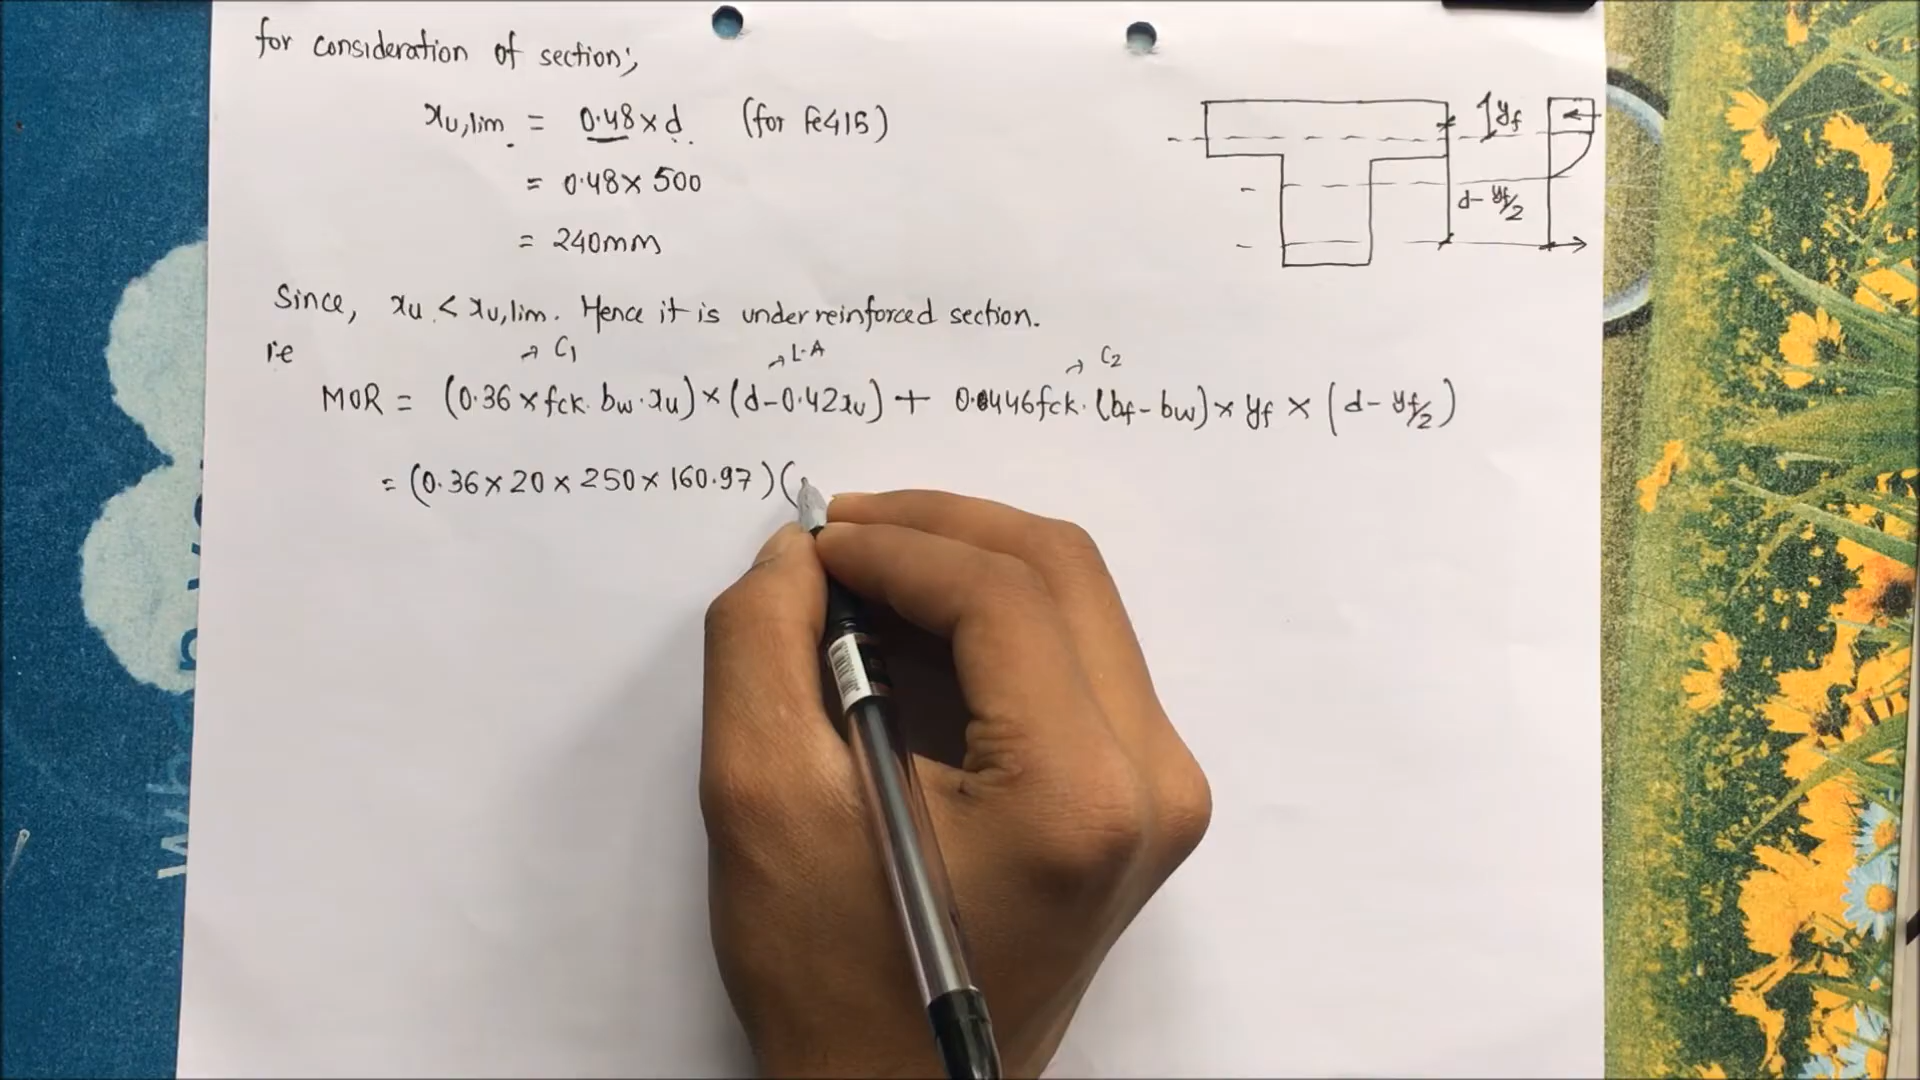 for consideration of section;
xu,lim = 0.48 × d (for Fe415)
= 0.48 × 500
= 240mm
yf
d - yf/2
Since, xu < xu,lim. Hence it is under reinforced section.
i.e
→ C1 → L.A → C2
MOR = (0.36 × fck. bw. xu) × (d - 0.42xu) + 0.446fck. (bf - bw) × yf × (d - yf/2)
= (0.36 × 20 × 250 × 160.97) (